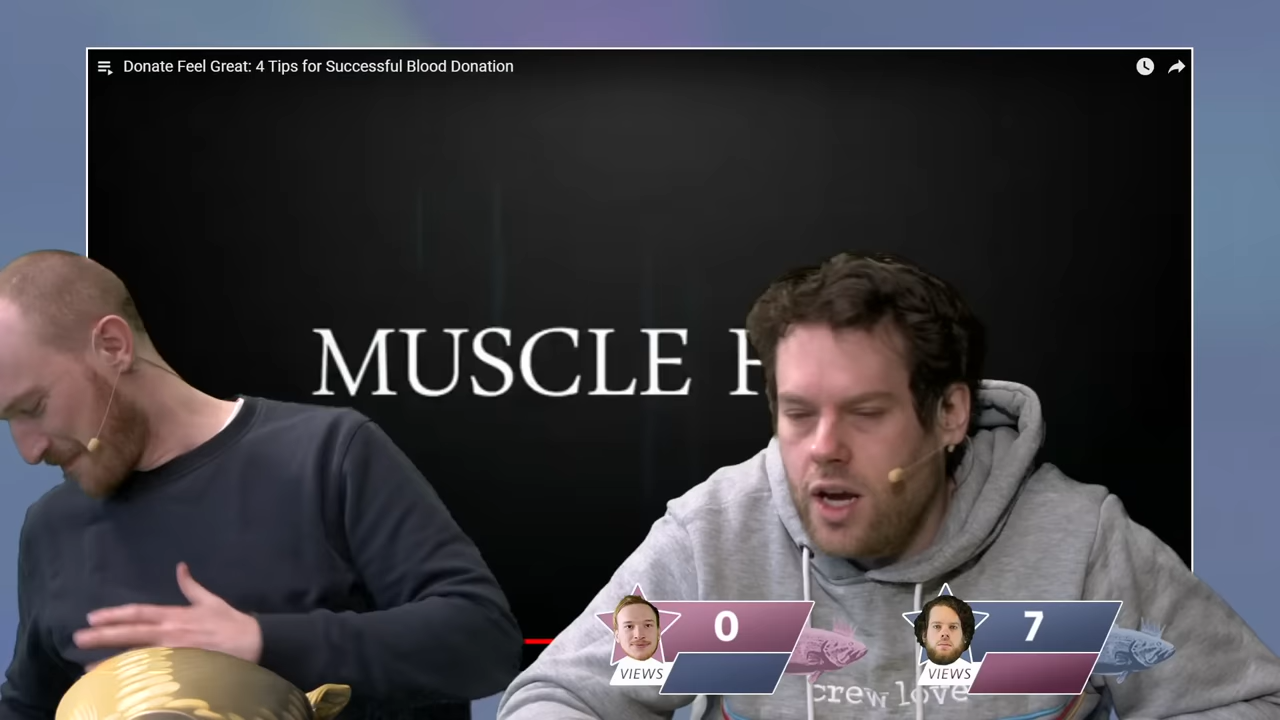 Donate Feel Great: 4 Tips for Successful Blood Donation
MUSCLE
0
7
VIEWS
VIEWS
crew love